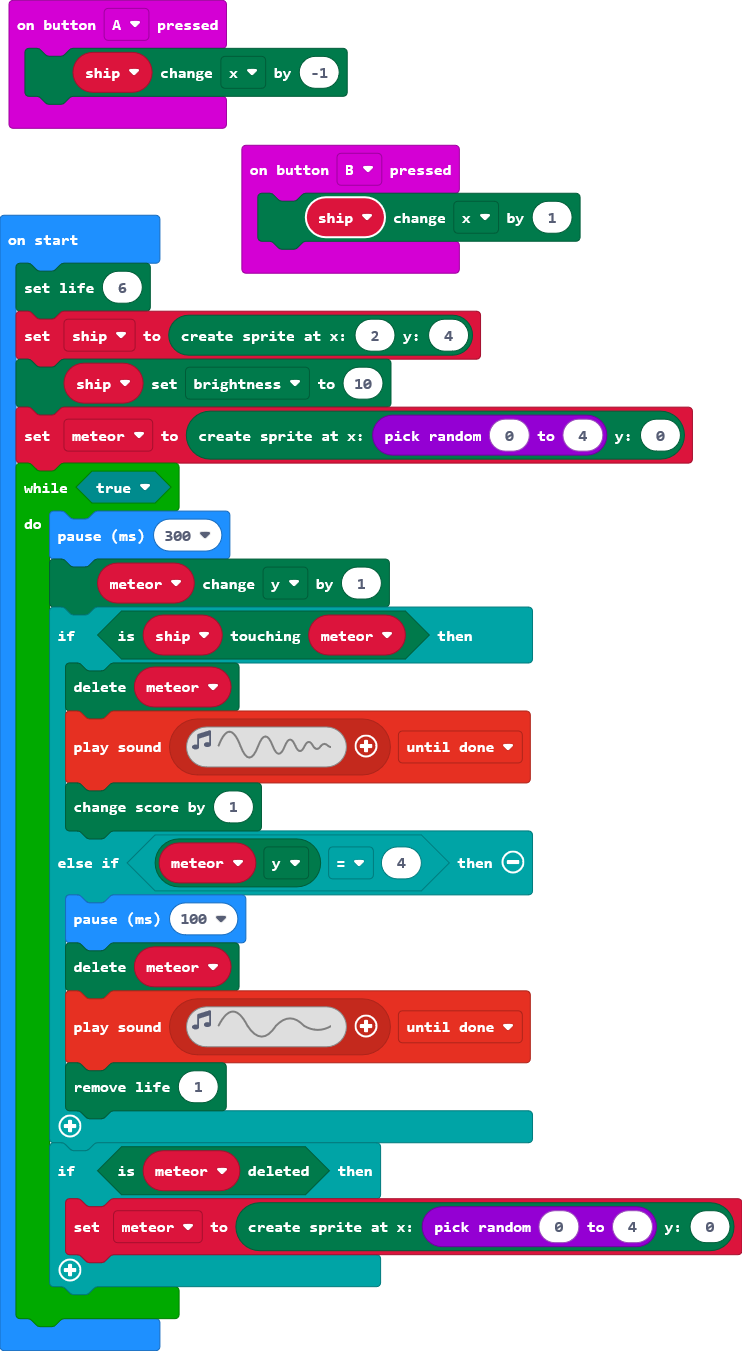 on button A pressed
ship change x by -1
on button B pressed
ship change x by 1
on start
set life 6
set ship to create sprite at x: 2 y: 4
ship set brightness to 10
set meteor to create sprite at x: pick random 0 to 4 y: 0
while true
do
pause (ms) 300
meteor change y by 1
if is ship touching meteor then
delete meteor
play sound until done
change score by 1
else if meteor y = 4 then
pause (ms) 100
delete meteor
play sound until done
remove life 1
if is meteor deleted then
set meteor to create sprite at x: pick random 0 to 4 y: 0